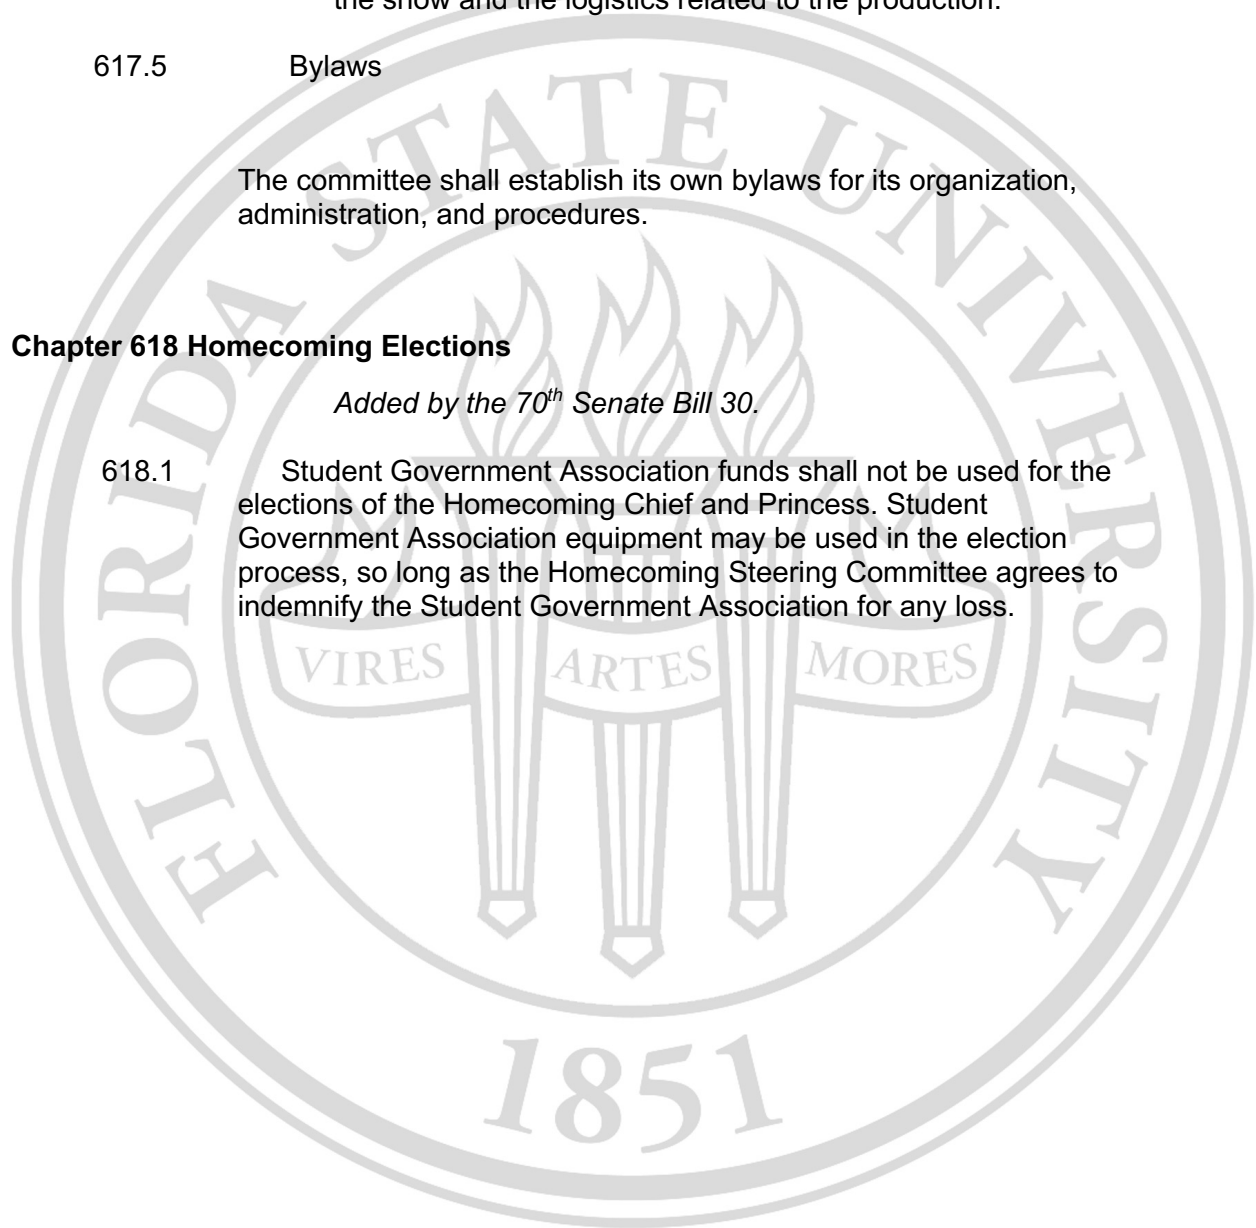 the show and the logistics related to the production.
617.5 Bylaws
The committee shall establish its own bylaws for its organization,
administration, and procedures.
Chapter 618 Homecoming Elections
Added by the 70th Senate Bill 30.
618.1 Student Government Association funds shall not be used for the
elections of the Homecoming Chief and Princess. Student
Government Association equipment may be used in the election
process, so long as the Homecoming Steering Committee agrees to
indemnify the Student Government Association for any loss.
FLORIDA STATE UNIVERSITY
VIRES ARTES MORES
1851